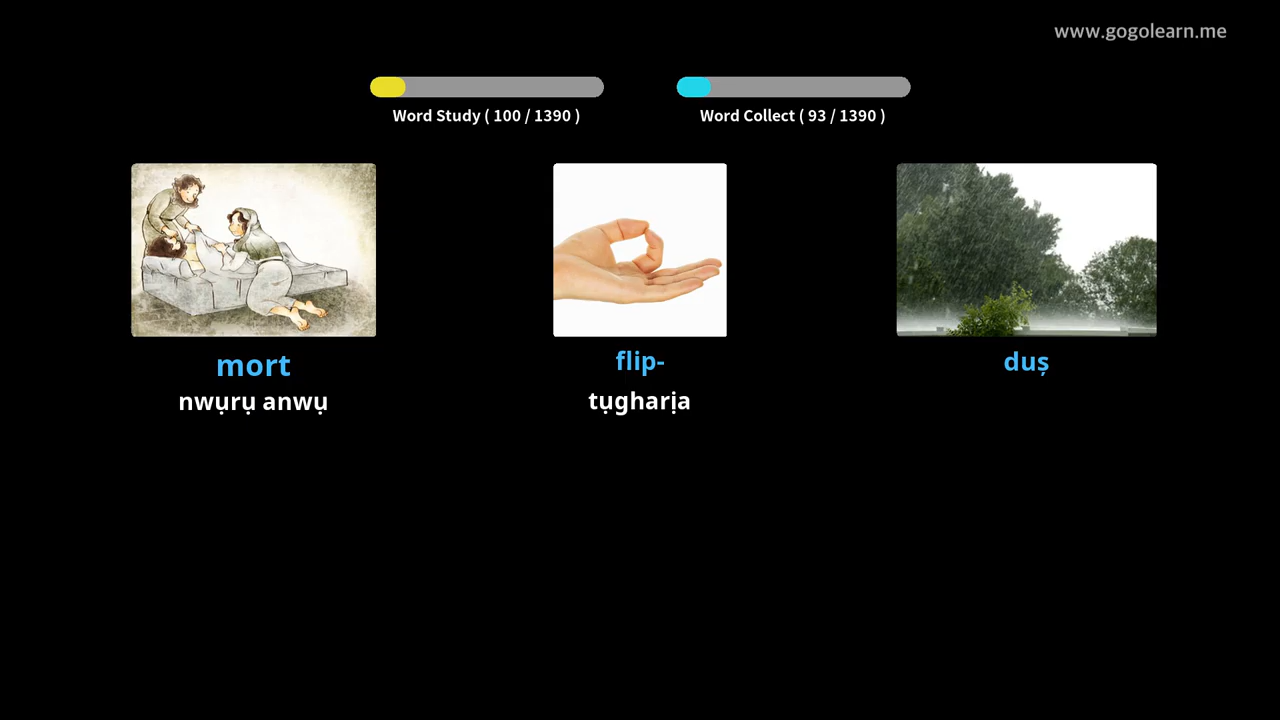 www.gogolearn.me
Word Study ( 100 / 1390 )
Word Collect ( 93 / 1390 )
mort
flip-
duș
nwụrụ anwụ
tụgharịa